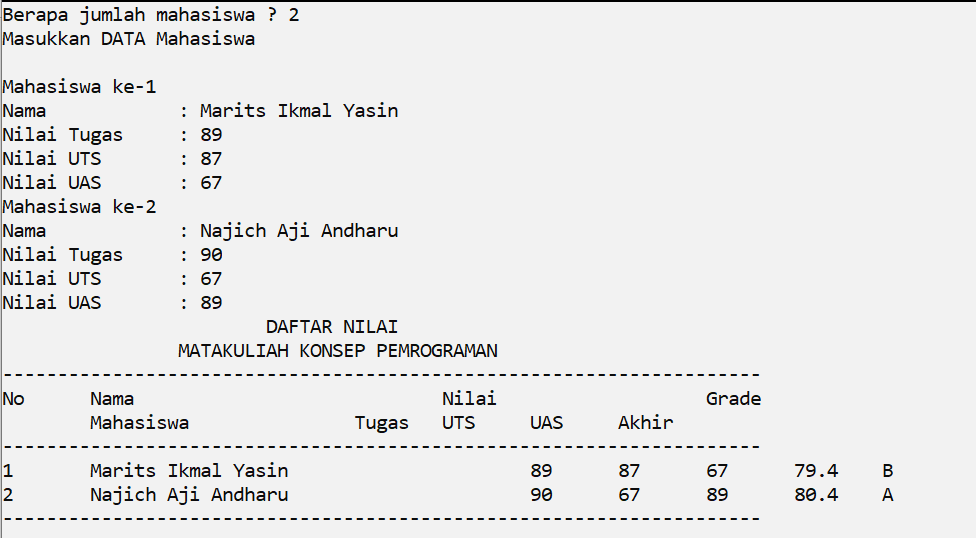 Berapa jumlah mahasiswa ? 2
Masukkan DATA Mahasiswa
Mahasiswa ke-1
Nama : Marits Ikmal Yasin
Nilai Tugas : 89
Nilai UTS : 87
Nilai UAS : 67
Mahasiswa ke-2
Nama : Najich Aji Andharu
Nilai Tugas : 90
Nilai UTS : 67
Nilai UAS : 89
DAFTAR NILAI
MATAKULIAH KONSEP PEMROGRAMAN
---------------------------------------------------------------------
No Nama Nilai Grade
Mahasiswa Tugas UTS UAS Akhir
---------------------------------------------------------------------
1 Marits Ikmal Yasin 89 87 67 79.4 B
2 Najich Aji Andharu 90 67 89 80.4 A
---------------------------------------------------------------------